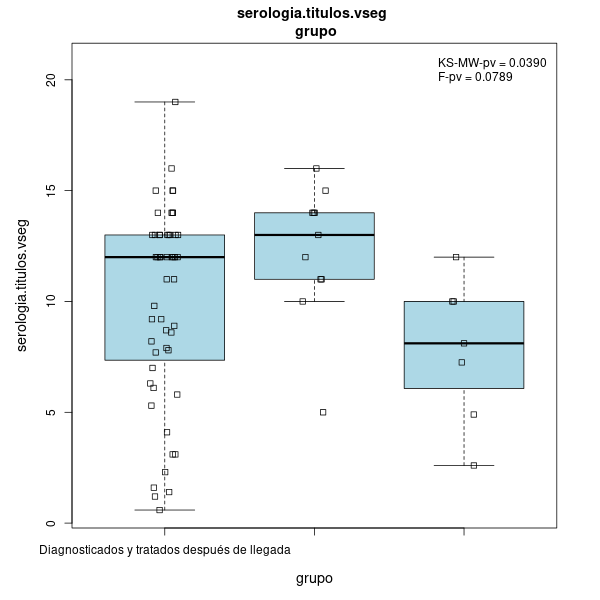 serologia.titulos.vseg
grupo
KS-MW-pv = 0.0390
F-pv = 0.0789
20
15
10
5
0
serologia.titulos.vseg
Diagnosticados y tratados después de llegada
grupo